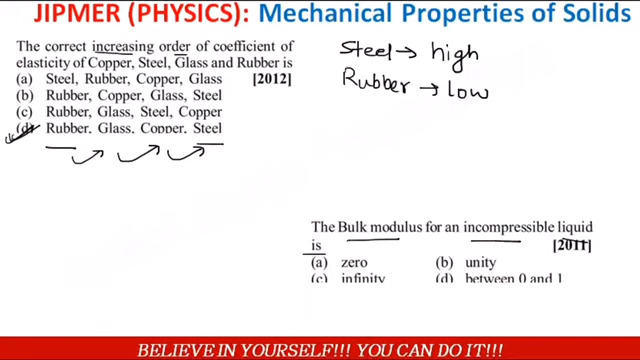 JIPMER (PHYSICS): Mechanical Properties of Solids
The correct increasing order of coefficient of
elasticity of Copper, Steel, Glass and Rubber is
(a) Steel, Rubber, Copper, Glass [2012]
(b) Rubber, Copper, Glass, Steel
(c) Rubber, Glass, Steel, Copper
(d) Rubber, Glass, Copper, Steel
Steel → high
Rubber → low
The Bulk modulus for an incompressible liquid
is [2011]
(a) zero (b) unity
(c) infinity (d) between 0 and 1
BELIEVE IN YOURSELF!!! YOU CAN DO IT!!!